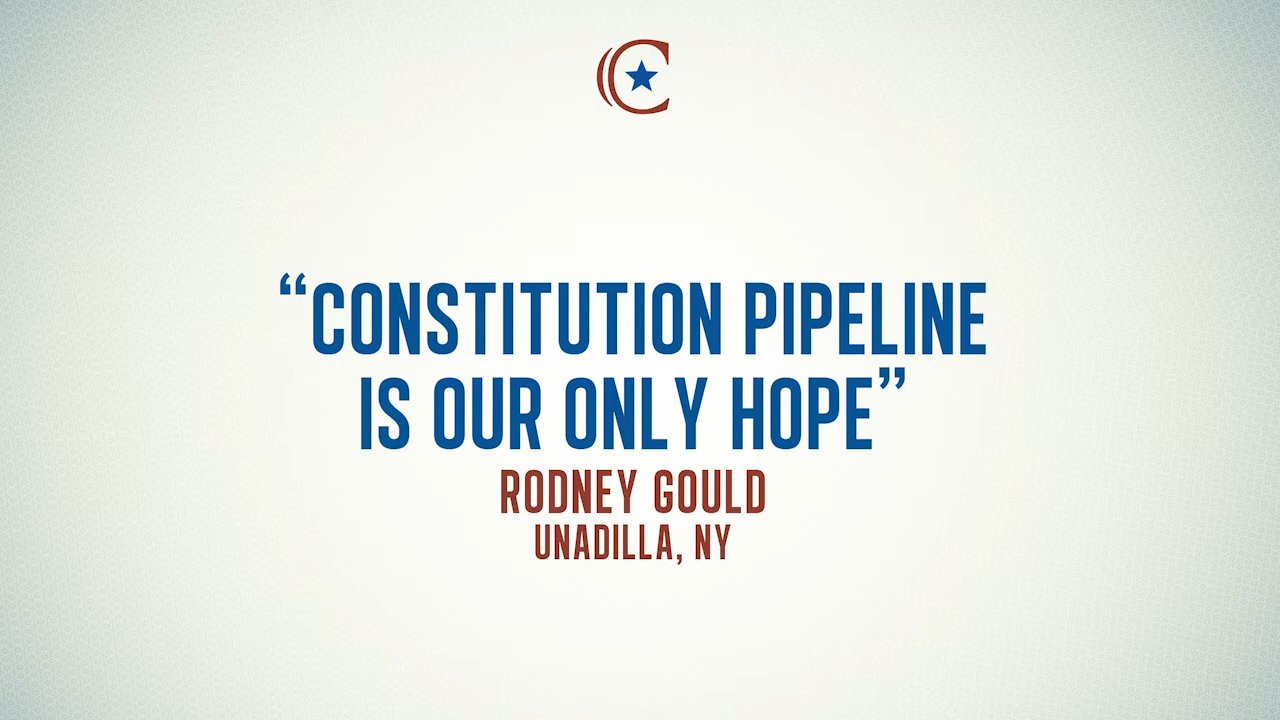 “CONSTITUTION PIPELINE
IS OUR ONLY HOPE”
RODNEY GOULD
UNADILLA, NY